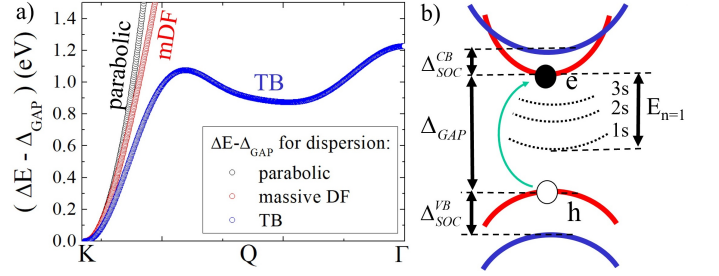 a)
( ΔE - Δ_GAP ) (eV)
1.4
1.2
1.0
0.8
0.6
0.4
0.2
0.0
parabolic
mDF
TB
ΔE-Δ_GAP for dispersion:
parabolic
massive DF
TB
K
Q
Γ
b)
Δ_SOC^CB
e
3s
2s
1s
E_n=1
Δ_GAP
Δ_SOC^VB
h